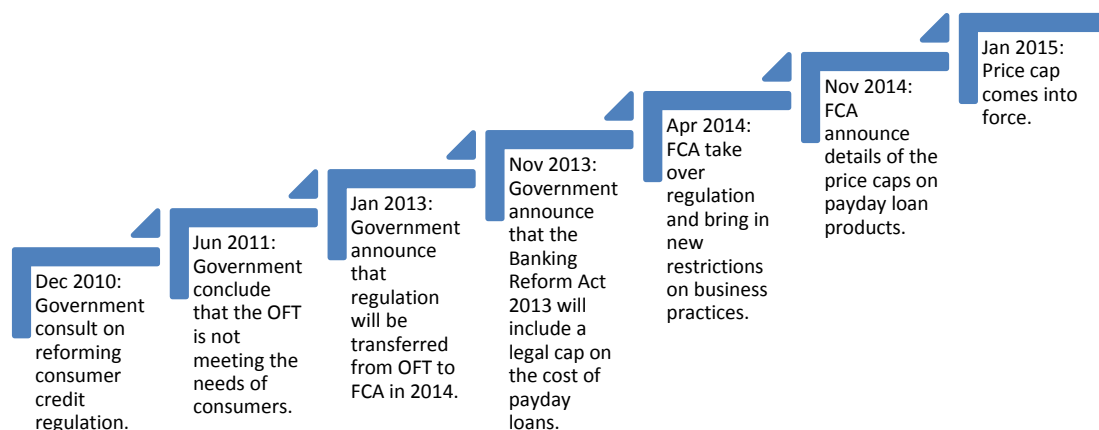 Dec 2010:
Government
consult on
reforming
consumer
credit
regulation.
Jun 2011:
Government
conclude
that the OFT
is not
meeting the
needs of
consumers.
Jan 2013:
Government
announce
that
regulation
will be
transferred
from OFT to
FCA in 2014.
Nov 2013:
Government
announce
that the
Banking
Reform Act
2013 will
include a
legal cap on
the cost of
payday
loans.
Apr 2014:
FCA take
over
regulation
and bring in
new
restrictions
on business
practices.
Nov 2014:
FCA
announce
details of the
price caps on
payday loan
products.
Jan 2015:
Price cap
comes into
force.